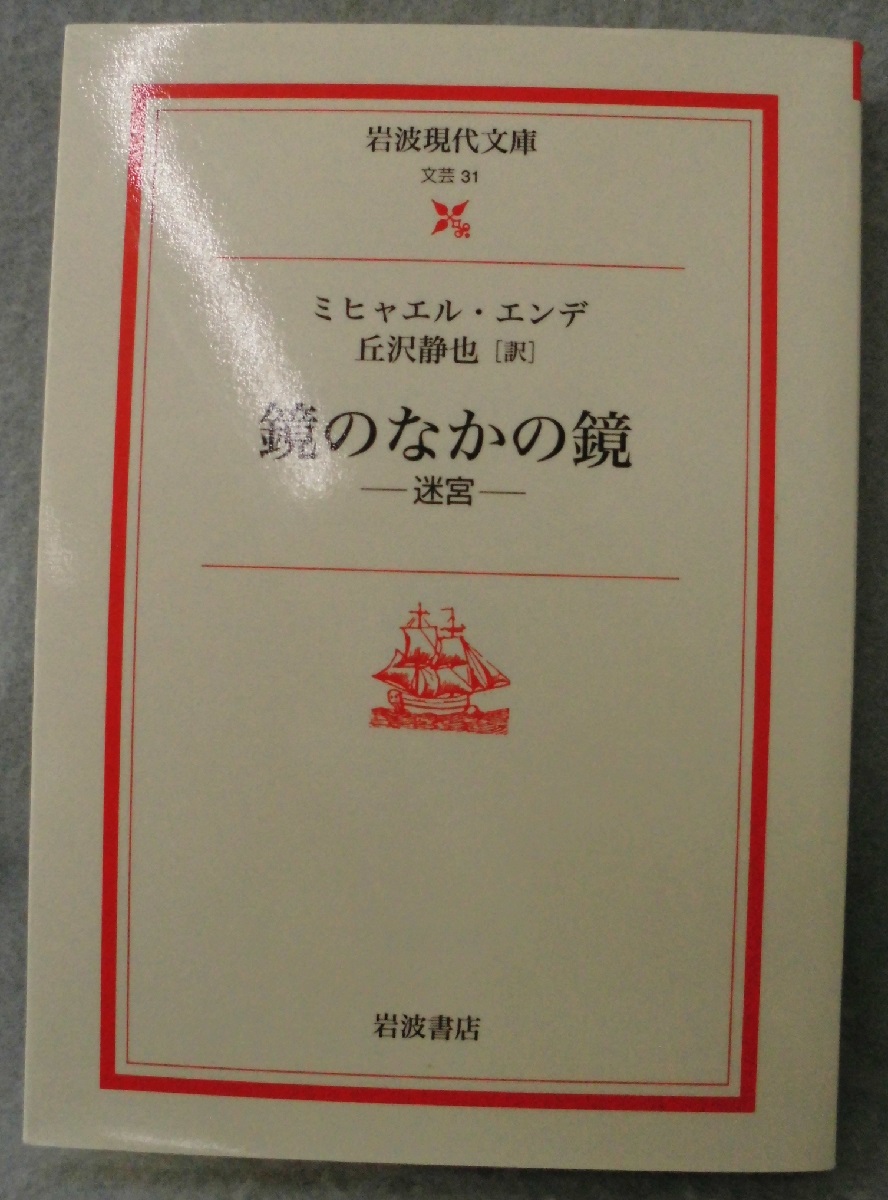 岩波現代文庫
文芸 31
ミヒャエル・エンデ
丘沢静也［訳］
鏡のなかの鏡
―迷宮―
岩波書店